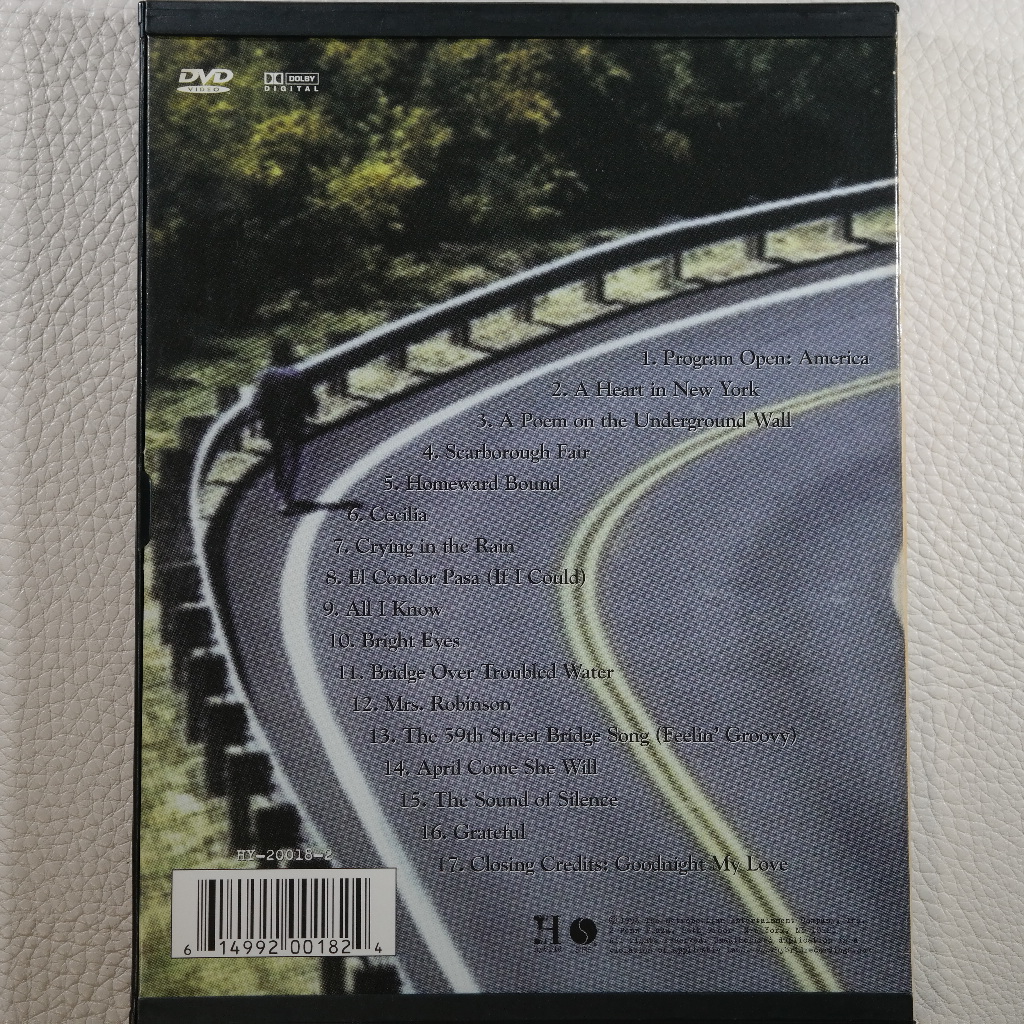 DVD
VIDEO
DOLBY
DIGITAL
1. Program Open: America
2. A Heart in New York
3. A Poem on the Underground Wall
4. Scarborough Fair
5. Homeward Bound
6. Cecilia
7. Crying in the Rain
8. El Condor Pasa (If I Could)
9. All I Know
10. Bright Eyes
11. Bridge Over Troubled Water
12. Mrs. Robinson
13. The 59th Street Bridge Song (Feelin' Groovy)
14. April Come She Will
15. The Sound of Silence
16. Grateful
17. Closing Credits: Goodnight My Love
HY-20018-2
6 14992 00182 4
H